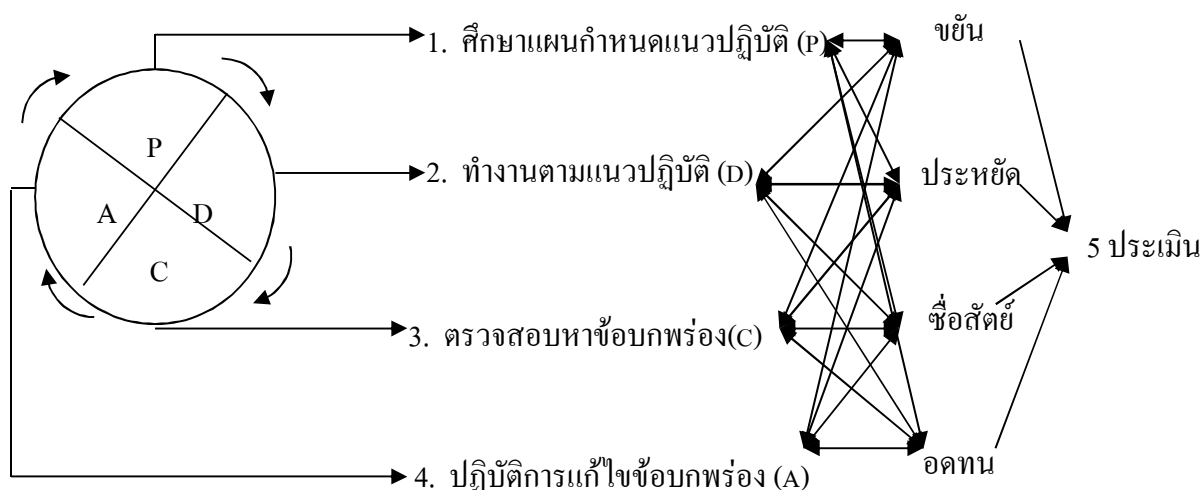 1. ศึกษาแผนกำหนดแนวปฏิบัติ (P)
ขยัน
P
A
D
C
2. ทำงานตามแนวปฏิบัติ (D)
ประหยัด
5 ประเมิน
3. ตรวจสอบหาข้อบกพร่อง(C)
ซื่อสัตย์
4. ปฏิบัติการแก้ไขข้อบกพร่อง (A)
อดทน